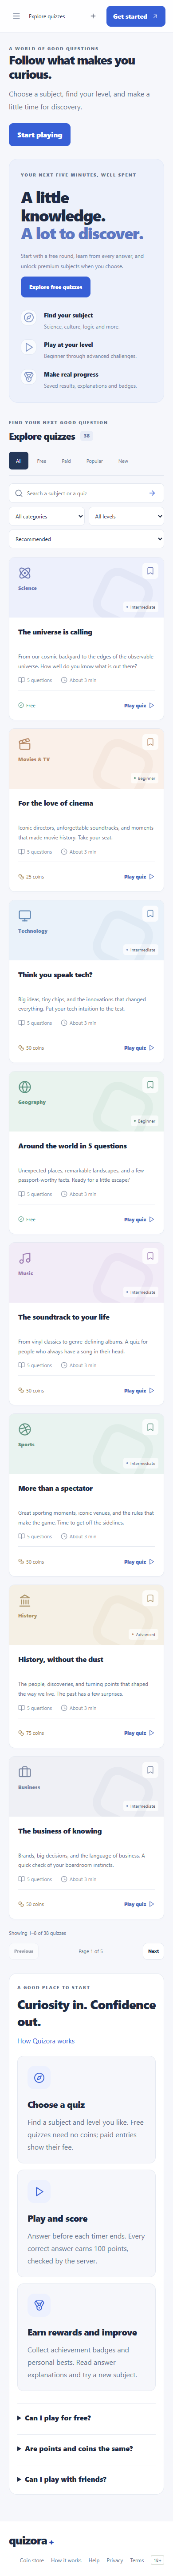 Explore quizzes
+
Get started
A WORLD OF GOOD QUESTIONS
Follow what makes you
curious.
Choose a subject, find your level, and make a
little time for discovery.
Start playing
YOUR NEXT FIVE MINUTES, WELL SPENT
A little
knowledge.
A lot to discover.
Start with a free round, learn from every answer, and
unlock premium subjects when you choose.
Explore free quizzes
Find your subject
Science, culture, logic and more.
Play at your level
Beginner through advanced challenges.
Make real progress
Saved results, explanations and badges.
FIND YOUR NEXT GOOD QUESTION
Explore quizzes 38
All Free Paid Popular New
Search a subject or a quiz
All categories All levels
Recommended
Science
Intermediate
The universe is calling
From our cosmic backyard to the edges of the observable
universe. How well do you know what is out there?
5 questions About 3 min
Free Play quiz
Movies & TV
Beginner
For the love of cinema
Iconic directors, unforgettable soundtracks, and moments
that made movie history. Take your seat.
5 questions About 3 min
25 coins Play quiz
Technology
Intermediate
Think you speak tech?
Big ideas, tiny chips, and the innovations that changed
everything. Put your tech intuition to the test.
5 questions About 3 min
50 coins Play quiz
Geography
Beginner
Around the world in 5 questions
Unexpected places, remarkable landscapes, and a few
passport-worthy facts. Ready for a little escape?
5 questions About 3 min
Free Play quiz
Music
Intermediate
The soundtrack to your life
From vinyl classics to genre-defining albums. A quiz for
people who always have a song in their head.
5 questions About 3 min
50 coins Play quiz
Sports
Intermediate
More than a spectator
Great sporting moments, iconic venues, and the rules that
make the game. Time to get off the sidelines.
5 questions About 3 min
50 coins Play quiz
History
Advanced
History, without the dust
The people, discoveries, and turning points that shaped
the way we live. The past has a few surprises.
5 questions About 3 min
75 coins Play quiz
Business
Intermediate
The business of knowing
Brands, big decisions, and the language of business. A
quick check of your boardroom instincts.
5 questions About 3 min
50 coins Play quiz
Showing 1–8 of 38 quizzes
Previous Page 1 of 5 Next
A GOOD PLACE TO START
Curiosity in. Confidence
out.
How Quizora works
Choose a quiz
Find a subject and level you like. Free
quizzes need no coins; paid entries
show their fee.
Play and score
Answer before each timer ends. Every
correct answer earns 100 points,
checked by the server.
Earn rewards and improve
Collect achievement badges and
personal bests. Read answer
explanations and try a new subject.
Can I play for free?
Are points and coins the same?
Can I play with friends?
quizora +
Coin store How it works Help Privacy Terms 18+